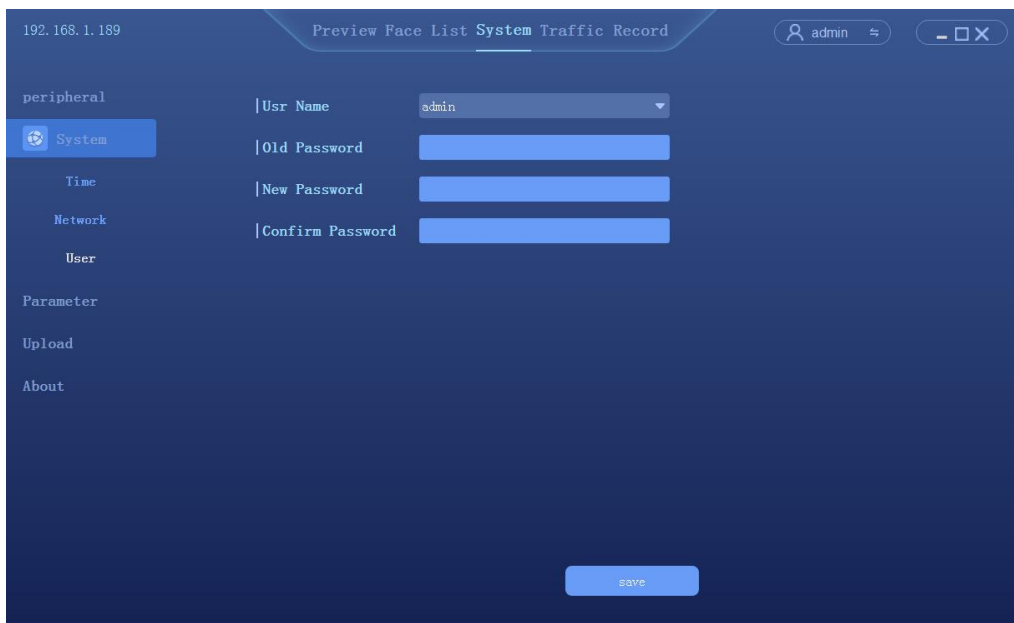 192.168.1.189
Preview Face List System Traffic Record
admin
peripheral
System
Time
Network
User
Parameter
Upload
About
Usr Name
admin
Old Password
New Password
Confirm Password
save